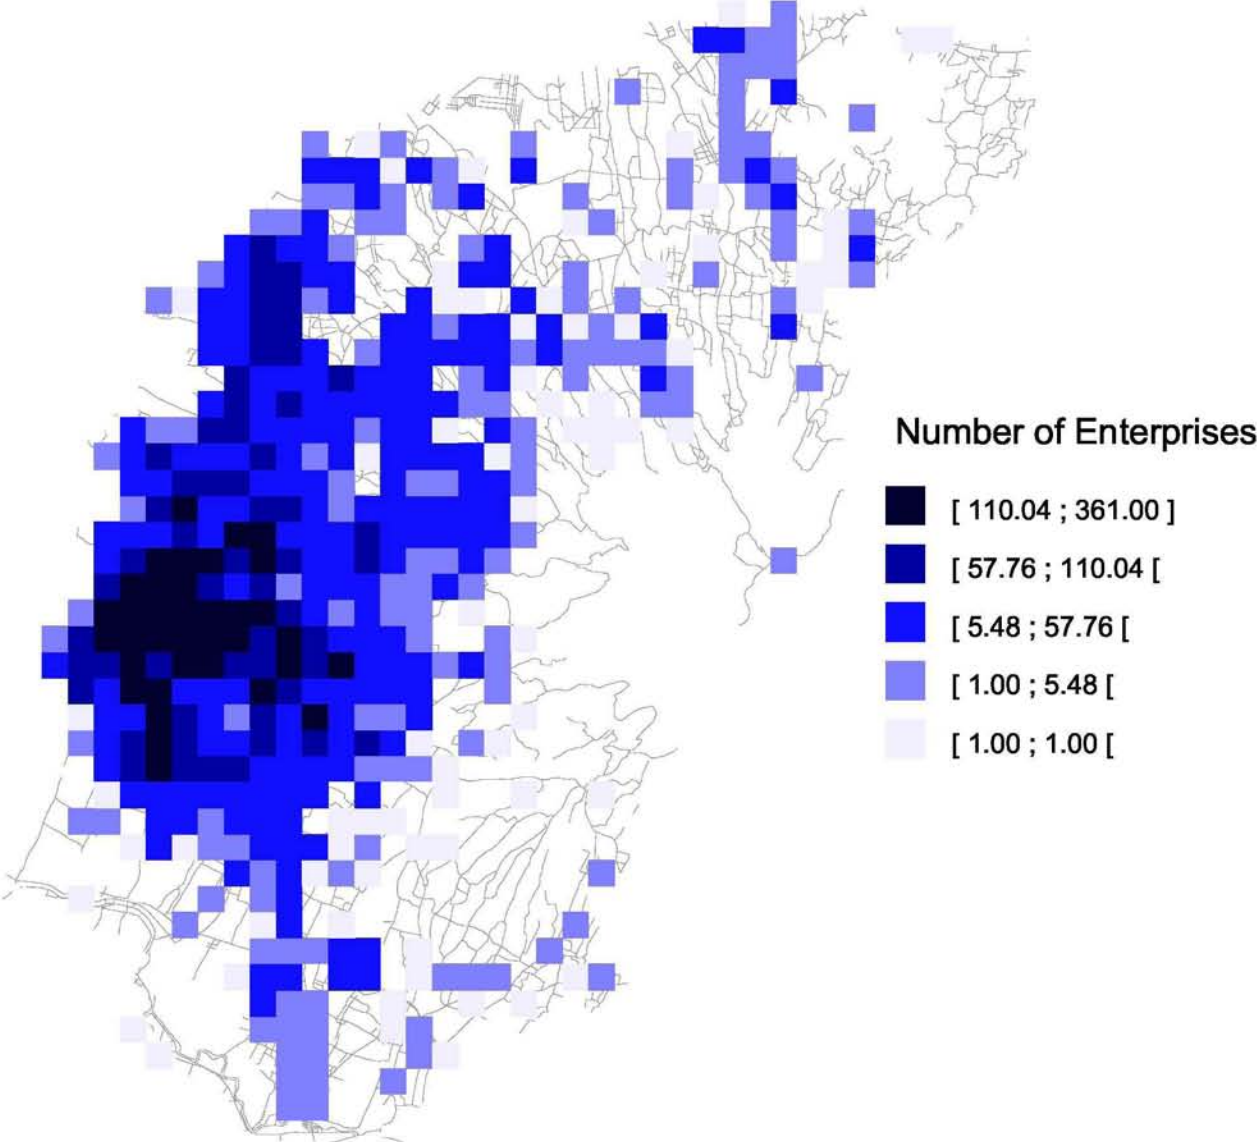 Number of Enterprises
[ 110.04 ; 361.00 ]
[ 57.76 ; 110.04 [
[ 5.48 ; 57.76 [
[ 1.00 ; 5.48 [
[ 1.00 ; 1.00 [